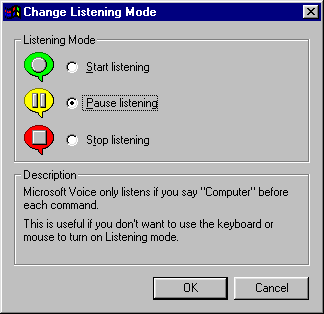 Change Listening Mode
Listening Mode
Start listening
Pause listening
Stop listening
Description
Microsoft Voice only listens if you say "Computer" before
each command.
This is useful if you don't want to use the keyboard or
mouse to turn on Listening mode.
OK
Cancel